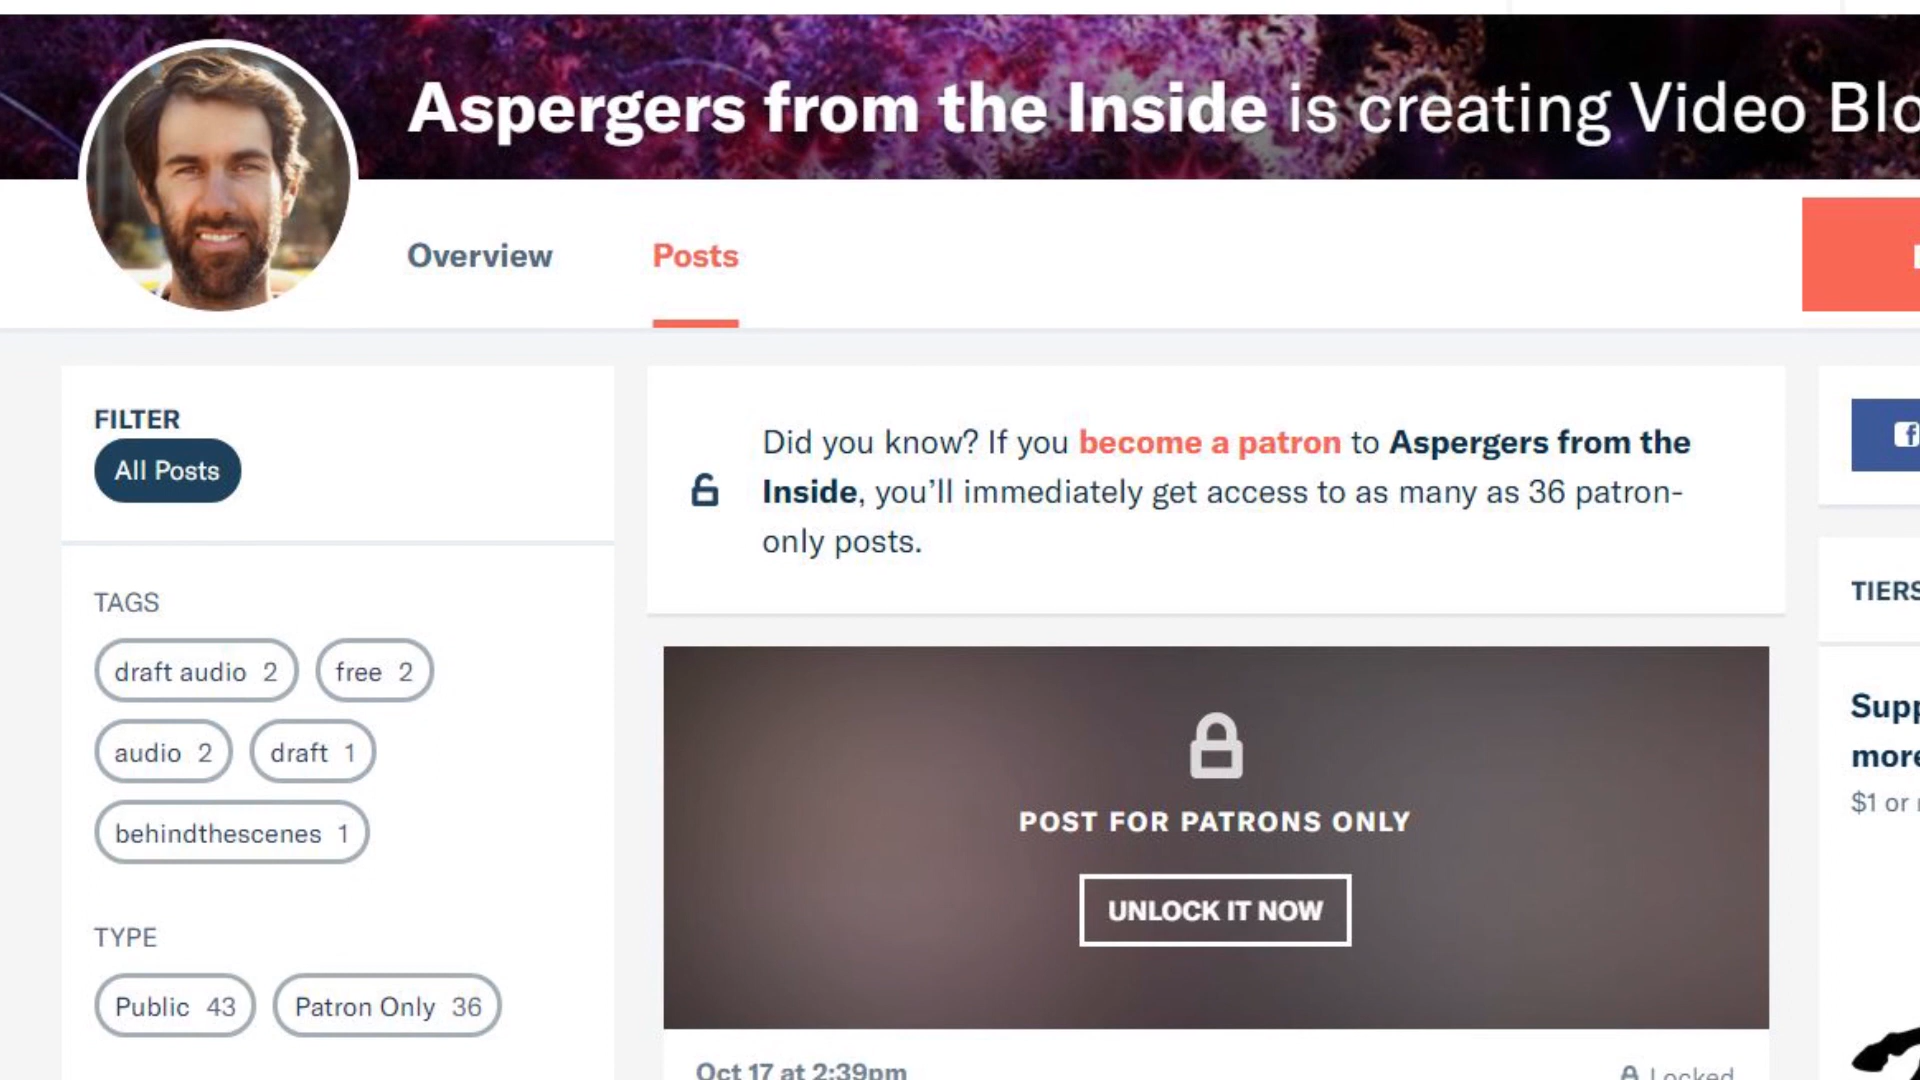 Aspergers from the Inside is creating Video Blo
Overview
Posts
FILTER
All Posts
TAGS
draft audio 2
free 2
audio 2
draft 1
behindthescenes 1
TYPE
Public 43
Patron Only 36
Did you know? If you become a patron to Aspergers from the
Inside, you’ll immediately get access to as many as 36 patron-
only posts.
POST FOR PATRONS ONLY
UNLOCK IT NOW
Oct 17 at 2:39pm
Locked
TIERS
Supp
more
$1 or